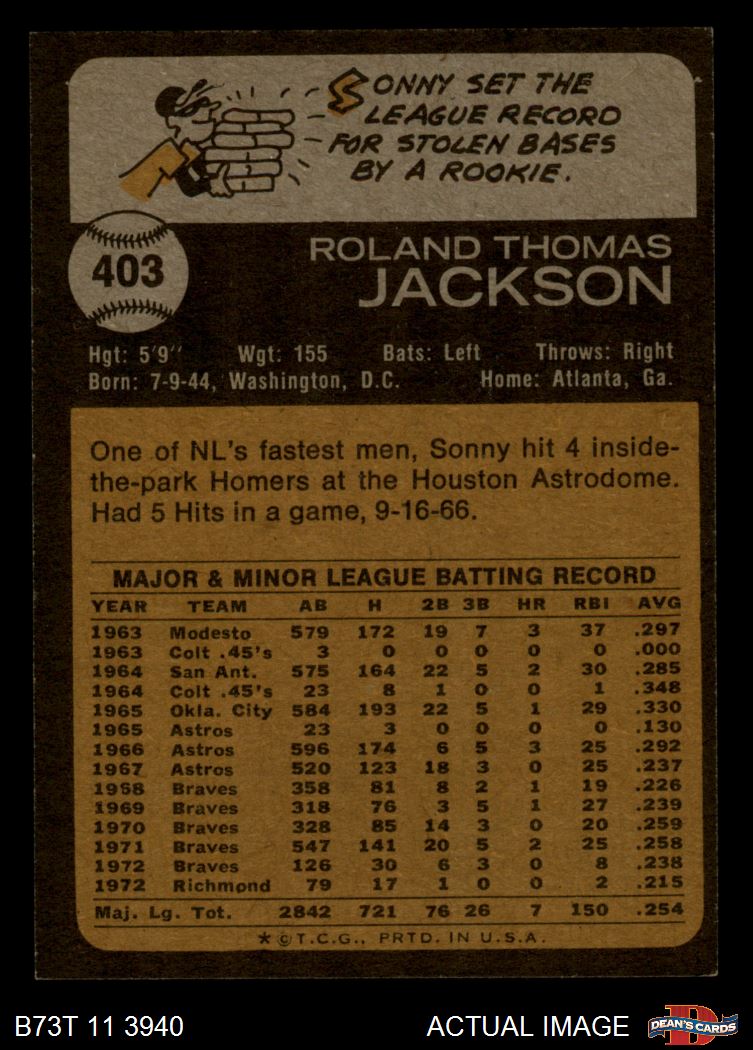 SONNY SET THE
LEAGUE RECORD
FOR STOLEN BASES
BY A ROOKIE.
403
ROLAND THOMAS
JACKSON
Hgt: 5'9" Wgt: 155 Bats: Left Throws: Right
Born: 7-9-44, Washington, D.C. Home: Atlanta, Ga.
One of NL's fastest men, Sonny hit 4 inside-
the-park Homers at the Houston Astrodome.
Had 5 Hits in a game, 9-16-66.
MAJOR & MINOR LEAGUE BATTING RECORD
YEAR TEAM AB H 2B 3B HR RBI AVG
1963 Modesto 579 172 19 7 3 37 .297
1963 Colt .45's 3 0 0 0 0 0 .000
1964 San Ant. 575 164 22 5 2 30 .285
1964 Colt .45's 23 8 1 0 0 1 .348
1965 Okla. City 584 193 22 5 1 29 .330
1965 Astros 23 3 0 0 0 0 .130
1966 Astros 596 174 6 5 3 25 .292
1967 Astros 520 123 18 3 0 25 .237
1968 Braves 358 81 8 2 1 19 .226
1969 Braves 318 76 3 5 1 27 .239
1970 Braves 328 85 14 3 0 20 .259
1971 Braves 547 141 20 5 2 25 .258
1972 Braves 126 30 6 3 0 8 .238
1972 Richmond 79 17 1 0 0 2 .215
Maj. Lg. Tot. 2842 721 76 26 7 150 .254
*©T.C.G., PRTD. IN U.S.A.
B73T 11 3940 ACTUAL IMAGE
D
DEAN'S CARDS